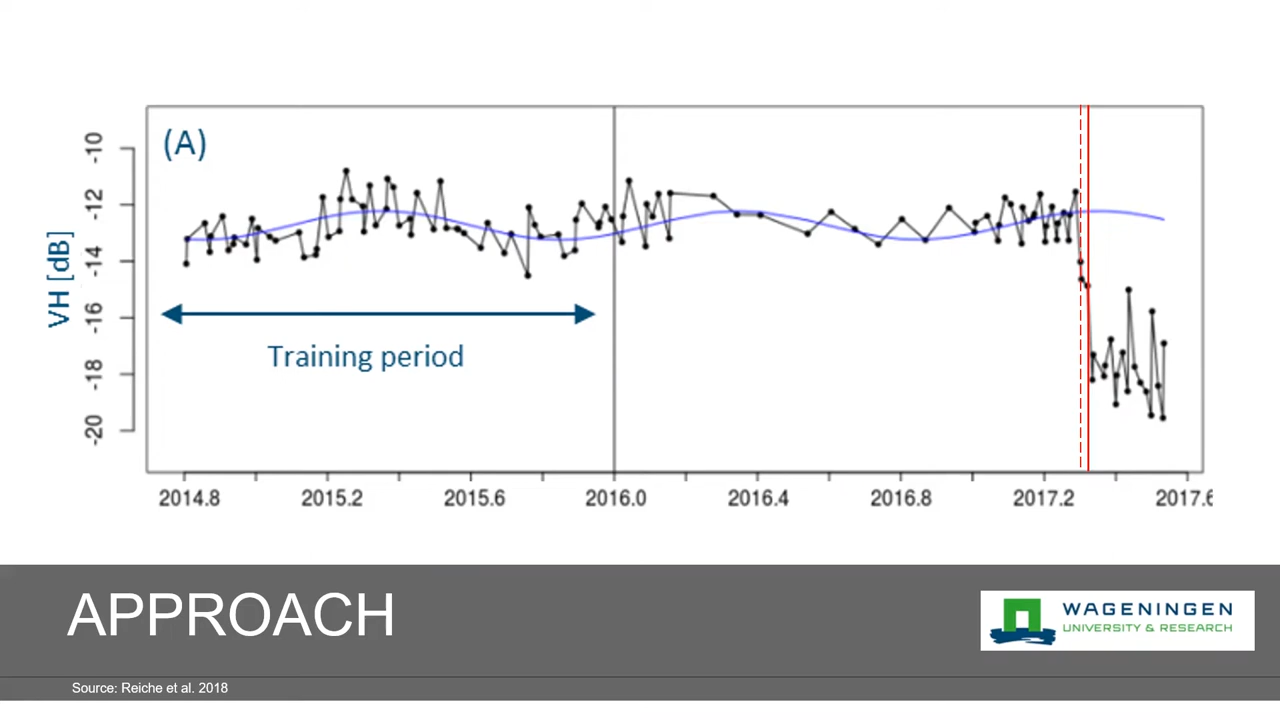 (A)
-10
-12
-14
-16
-18
-20
VH [dB]
Training period
2014.8 2015.2 2015.6 2016.0 2016.4 2016.8 2017.2 2017.6
APPROACH
WAGENINGEN
UNIVERSITY & RESEARCH
Source: Reiche et al. 2018